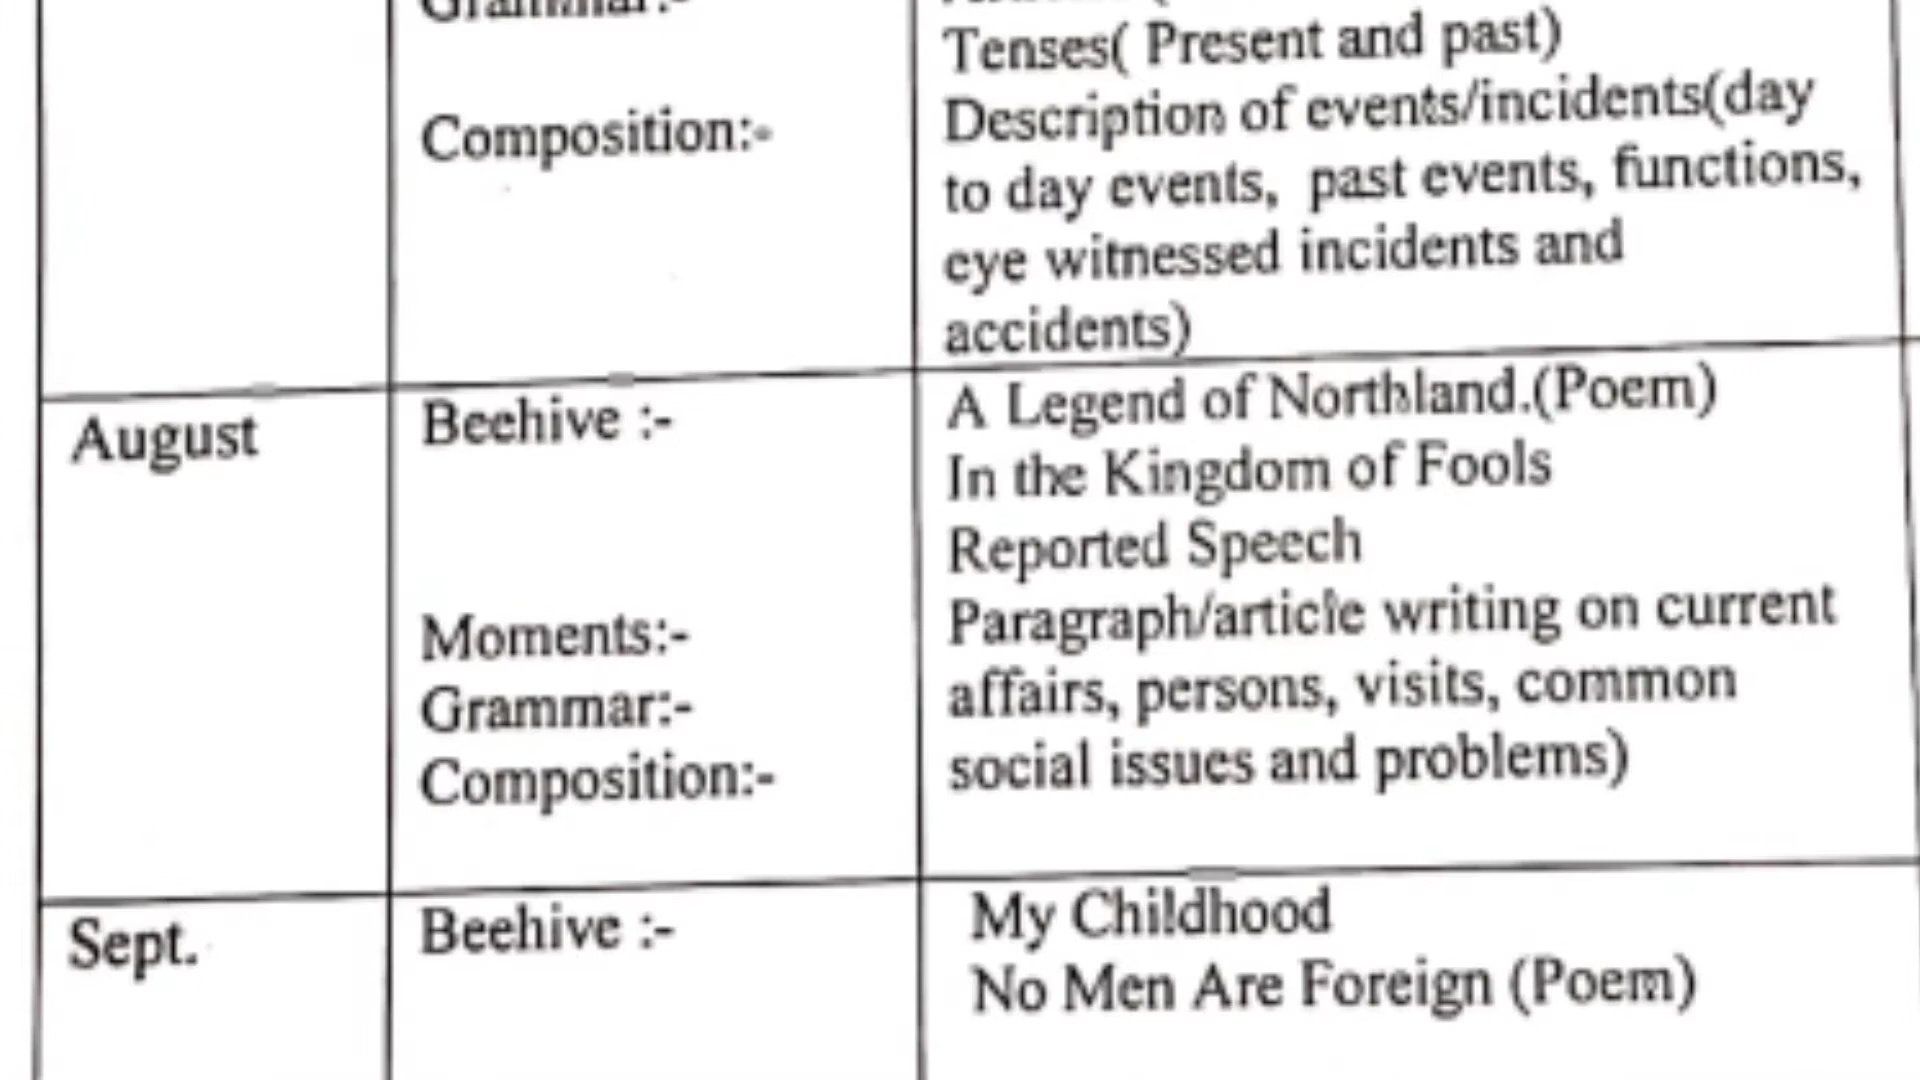 Grammar:-
Tenses( Present and past)
Composition:-
Description of events/incidents(day
to day events, past events, functions,
eye witnessed incidents and
accidents)
August
Beehive :-
A Legend of Northland.(Poem)
In the Kingdom of Fools
Reported Speech
Moments:-
Paragraph/article writing on current
Grammar:-
affairs, persons, visits, common
Composition:-
social issues and problems)
Sept.
Beehive :-
My Childhood
No Men Are Foreign (Poem)